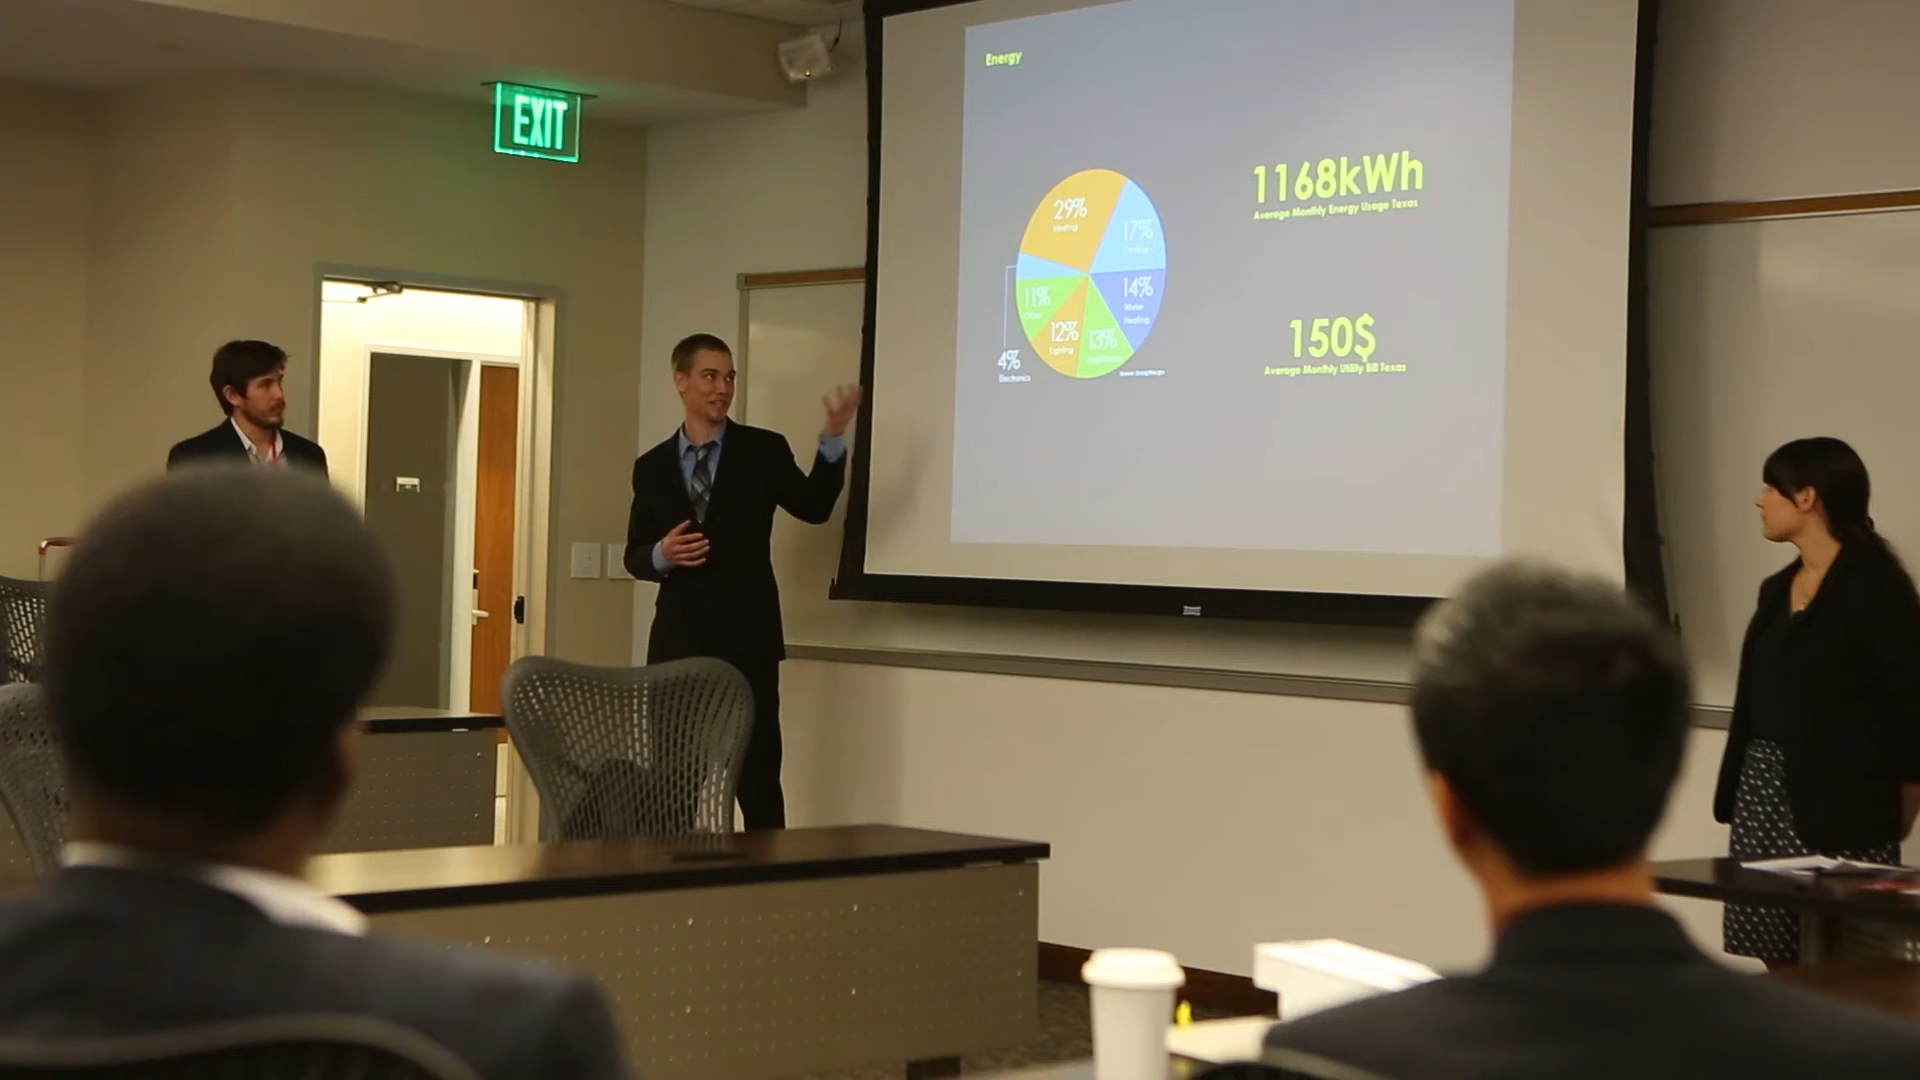 EXIT
Energy
29%
Heating
17%
Cooling
14%
Water
Heating
13%
Appliances
12%
Lighting
11%
Other
4%
Electronics
1168kWh
Average Monthly Energy Usage Texas
150$
Average Monthly Utility Bill Texas